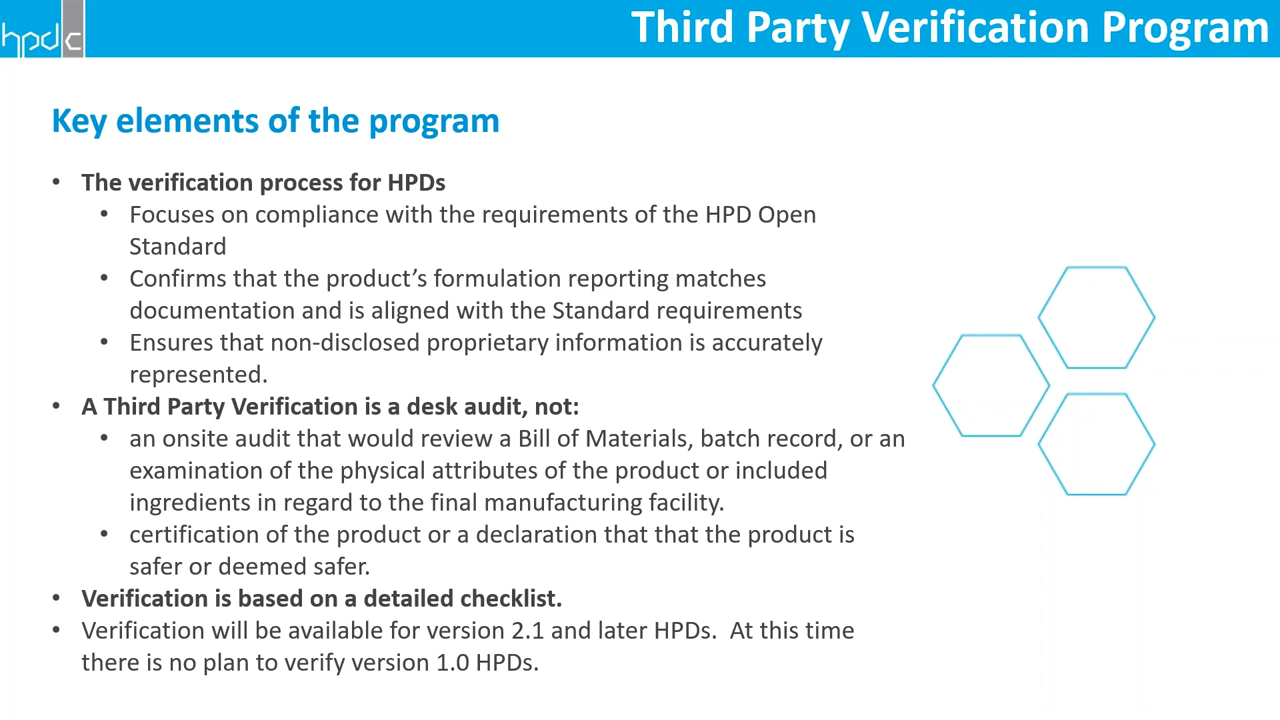 hpdc
Third Party Verification Program
Key elements of the program
• The verification process for HPDs
• Focuses on compliance with the requirements of the HPD Open
Standard
• Confirms that the product’s formulation reporting matches
documentation and is aligned with the Standard requirements
• Ensures that non-disclosed proprietary information is accurately
represented.
• A Third Party Verification is a desk audit, not:
• an onsite audit that would review a Bill of Materials, batch record, or an
examination of the physical attributes of the product or included
ingredients in regard to the final manufacturing facility.
• certification of the product or a declaration that that the product is
safer or deemed safer.
• Verification is based on a detailed checklist.
• Verification will be available for version 2.1 and later HPDs.  At this time
there is no plan to verify version 1.0 HPDs.